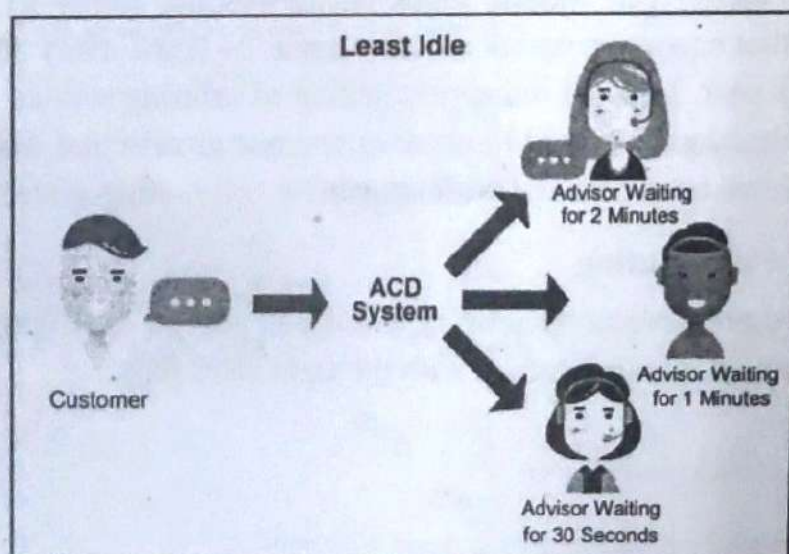 Least Idle
Advisor Waiting
for 2 Minutes
ACD
System
Customer
Advisor Waiting
for 1 Minutes
Advisor Waiting
for 30 Seconds